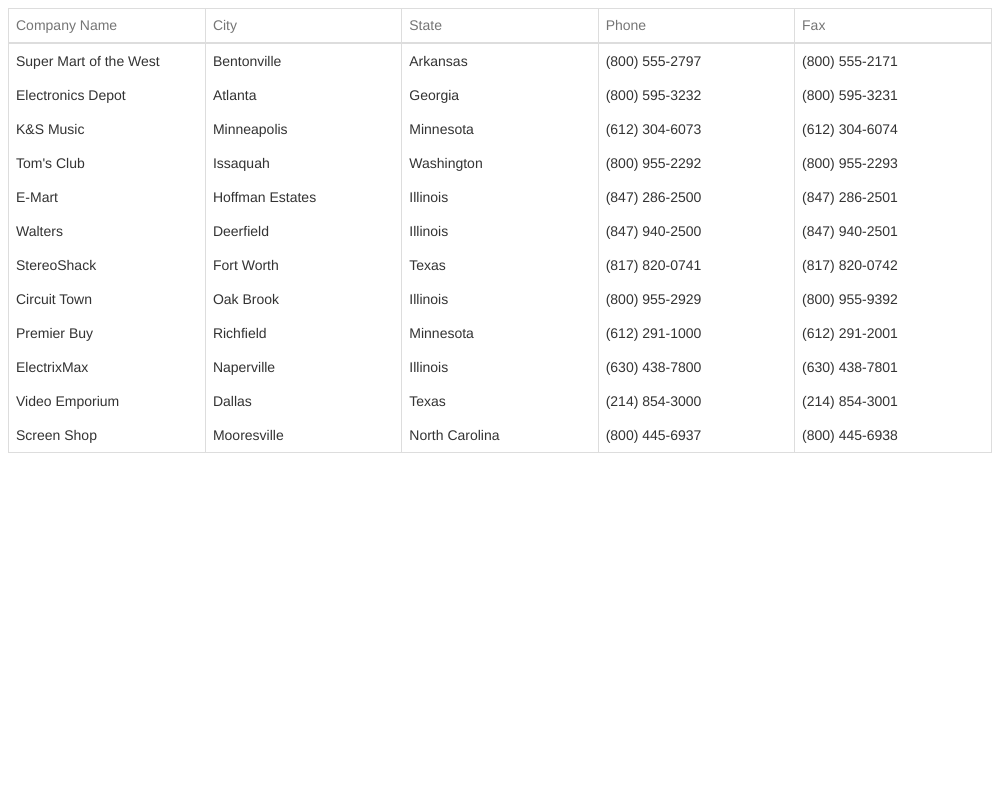 Company Name City State Phone Fax
Super Mart of the West Bentonville Arkansas (800) 555-2797 (800) 555-2171
Electronics Depot Atlanta Georgia (800) 595-3232 (800) 595-3231
K&S Music Minneapolis Minnesota (612) 304-6073 (612) 304-6074
Tom's Club Issaquah Washington (800) 955-2292 (800) 955-2293
E-Mart Hoffman Estates Illinois (847) 286-2500 (847) 286-2501
Walters Deerfield Illinois (847) 940-2500 (847) 940-2501
StereoShack Fort Worth Texas (817) 820-0741 (817) 820-0742
Circuit Town Oak Brook Illinois (800) 955-2929 (800) 955-9392
Premier Buy Richfield Minnesota (612) 291-1000 (612) 291-2001
ElectrixMax Naperville Illinois (630) 438-7800 (630) 438-7801
Video Emporium Dallas Texas (214) 854-3000 (214) 854-3001
Screen Shop Mooresville North Carolina (800) 445-6937 (800) 445-6938